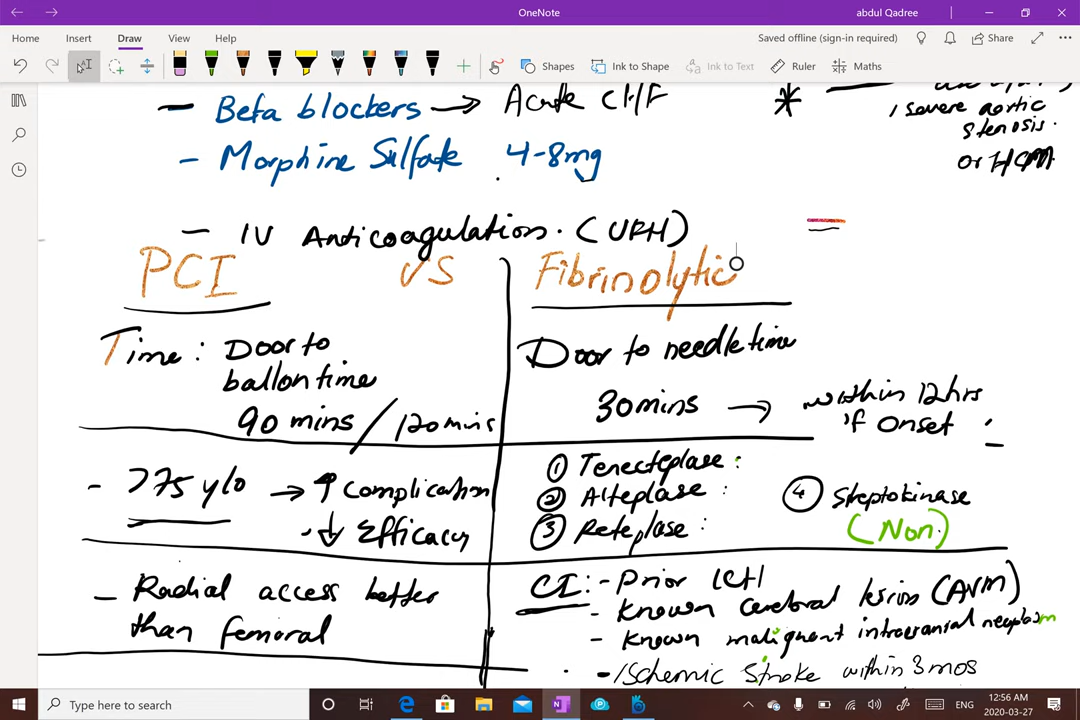 OneNote
abdul Qadree
Home Insert Draw View Help
Saved offline (sign-in required)
Share
Shapes
Ink to Shape
Ink to Text
Ruler
Maths
- Beta blockers → Acute CHF
*
, severe aortic
stenosis.
or HCM
- Morphine Sulfate 4-8mg
- IV Anticoagulation. (UFH)
PCI vs Fibrinolytic
Time: Door to
ballon time
90 mins / 120 mins
Door to needle time
30 mins → within 12hrs
if onset
- >75 y/o → ↑ Complication
- ↓ Efficacy
① Tenecteplase:
② Alteplase:
③ Reteplase:
④ Streptokinase
(Non)
- Radial access better
than femoral
CI: - Prior ICH
- Known cerebral lesions (AVM)
- Known malignant intracranial neoplasm
- Ischemic Stroke within 3 mos
Type here to search
ENG
12:56 AM
2020-03-27